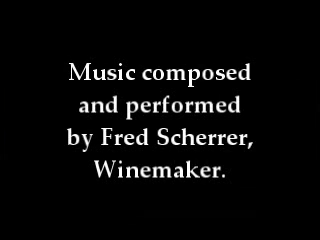 Music composed
and performed
by Fred Scherrer,
Winemaker.